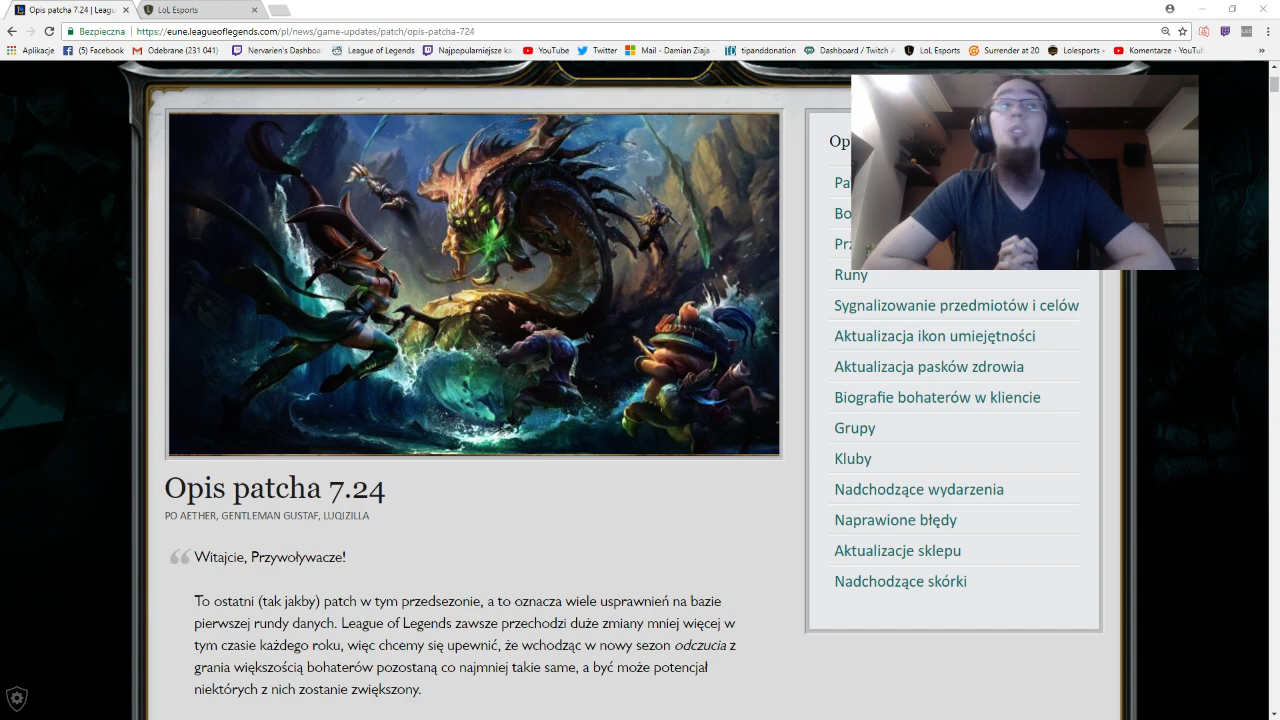 Opis patcha 7.24 | Leagu
LoL Esports
Bezpieczna
https://eune.leagueoflegends.com/pl/news/game-updates/patch/opis-patcha-724
Aplikacje
(5) Facebook
Odebrane (231 041)
Nervarien's Dashboa
League of Legends
Najpopularniejsze ka
YouTube
Twitter
Mail - Damian Ziaja
tipanddonation
Dashboard / Twitch A
LoL Esports
Surrender at 20
Lolesports
Komentarze - YouTu
Op
Pa
Bo
Prz
Runy
Sygnalizowanie przedmiotów i celów
Aktualizacja ikon umiejętności
Aktualizacja pasków zdrowia
Biografie bohaterów w kliencie
Grupy
Kluby
Nadchodzące wydarzenia
Naprawione błędy
Aktualizacje sklepu
Nadchodzące skórki
Opis patcha 7.24
PO AETHER, GENTLEMAN GUSTAF, LUQIZILLA
Witajcie, Przywoływacze!
To ostatni (tak jakby) patch w tym przedsezonie, a to oznacza wiele usprawnień na bazie
pierwszej rundy danych. League of Legends zawsze przechodzi duże zmiany mniej więcej w
tym czasie każdego roku, więc chcemy się upewnić, że wchodząc w nowy sezon odczucia z
grania większością bohaterów pozostaną co najmniej takie same, a być może potencjał
niektórych z nich zostanie zwiększony.